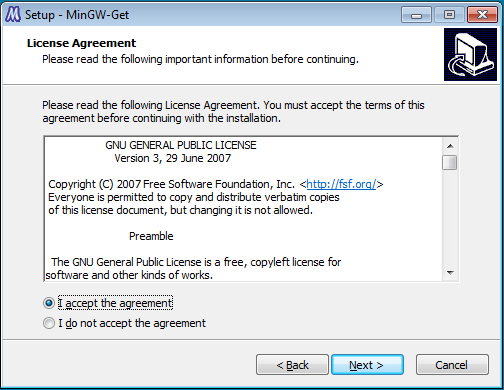 Setup - MinGW-Get
License Agreement
Please read the following important information before continuing.
Please read the following License Agreement. You must accept the terms of this
agreement before continuing with the installation.
GNU GENERAL PUBLIC LICENSE
Version 3, 29 June 2007
Copyright (C) 2007 Free Software Foundation, Inc. <http://fsf.org/>
Everyone is permitted to copy and distribute verbatim copies
of this license document, but changing it is not allowed.
Preamble
The GNU General Public License is a free, copyleft license for
software and other kinds of works.
I accept the agreement
I do not accept the agreement
< Back Next > Cancel